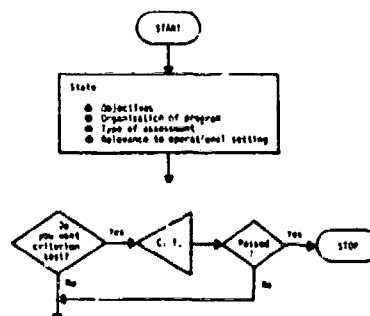 START
State
Objectives
Organization of program
Type of assessment
Relevance to operational setting
Do
you want
criterion
test?
Yes
C. T.
Passed
?
Yes
STOP
No
No